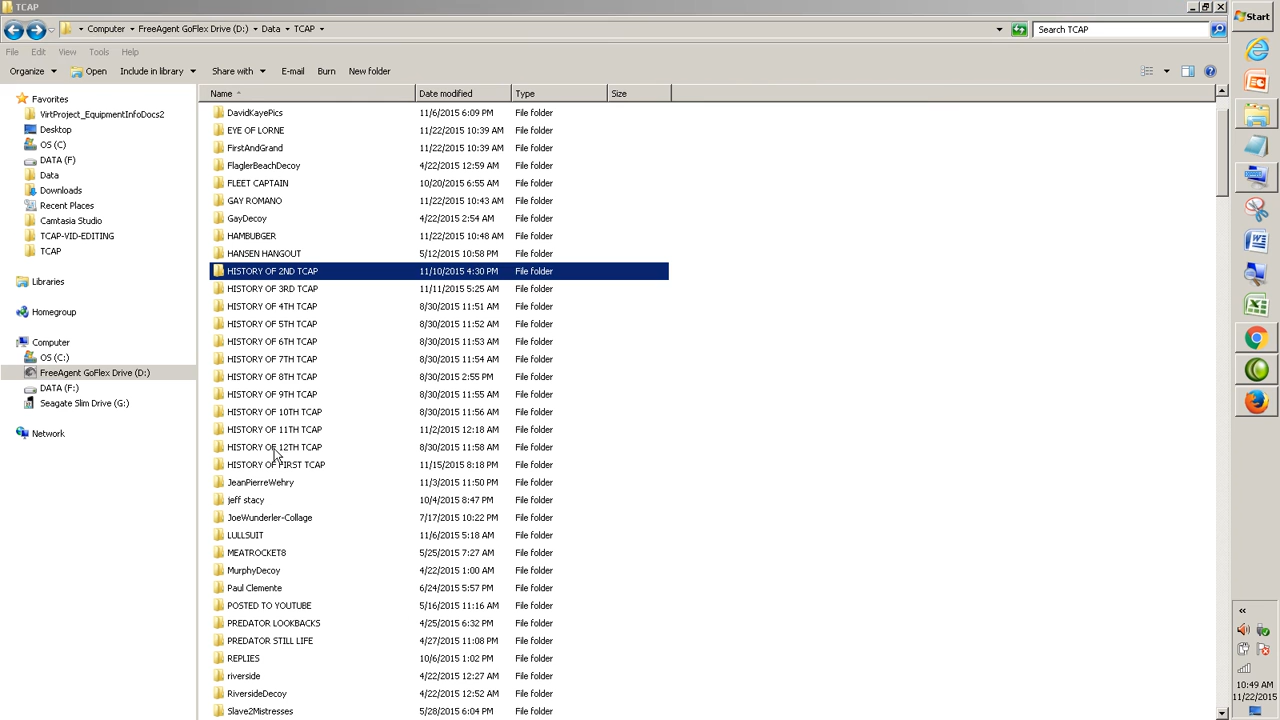 TCAP
Computer FreeAgent GoFlex Drive (D:) Data TCAP Search TCAP
File Edit View Tools Help
Organize Open Include in library Share with E-mail Burn New folder
Name Date modified Type Size
Favorites
VirtProject_EquipmentInfoDocs2
Desktop
OS (C)
DATA (F)
Data
Downloads
Recent Places
Camtasia Studio
TCAP-VID-EDITING
TCAP
Libraries
Homegroup
Computer
OS (C:)
FreeAgent GoFlex Drive (D:)
DATA (F:)
Seagate Slim Drive (G:)
Network
DavidKayePics 11/6/2015 6:09 PM File folder
EYE OF LORNE 11/22/2015 10:39 AM File folder
FirstAndGrand 11/22/2015 10:39 AM File folder
FlaglerBeachDecoy 4/22/2015 12:59 AM File folder
FLEET CAPTAIN 10/20/2015 6:55 AM File folder
GAY ROMANO 11/22/2015 10:43 AM File folder
GayDecoy 4/22/2015 2:54 AM File folder
HAMBUBGER 11/22/2015 10:48 AM File folder
HANSEN HANGOUT 5/12/2015 10:58 PM File folder
HISTORY OF 2ND TCAP 11/10/2015 4:30 PM File folder
HISTORY OF 3RD TCAP 11/11/2015 5:25 AM File folder
HISTORY OF 4TH TCAP 8/30/2015 11:51 AM File folder
HISTORY OF 5TH TCAP 8/30/2015 11:52 AM File folder
HISTORY OF 6TH TCAP 8/30/2015 11:53 AM File folder
HISTORY OF 7TH TCAP 8/30/2015 11:54 AM File folder
HISTORY OF 8TH TCAP 8/30/2015 2:55 PM File folder
HISTORY OF 9TH TCAP 8/30/2015 11:55 AM File folder
HISTORY OF 10TH TCAP 8/30/2015 11:56 AM File folder
HISTORY OF 11TH TCAP 11/2/2015 12:18 AM File folder
HISTORY OF 12TH TCAP 8/30/2015 11:58 AM File folder
HISTORY OF FIRST TCAP 11/15/2015 8:18 PM File folder
JeanPierreWehry 11/3/2015 11:50 PM File folder
jeff stacy 10/4/2015 8:47 PM File folder
JoeWunderler-Collage 7/17/2015 10:22 PM File folder
LULLSUIT 11/6/2015 5:18 AM File folder
MEATROCKET8 5/25/2015 7:27 AM File folder
MurphyDecoy 4/22/2015 1:00 AM File folder
Paul Clemente 6/24/2015 5:57 PM File folder
POSTED TO YOUTUBE 5/16/2015 11:16 AM File folder
PREDATOR LOOKBACKS 4/25/2015 6:32 PM File folder
PREDATOR STILL LIFE 4/27/2015 11:08 PM File folder
REPLIES 10/6/2015 1:02 PM File folder
riverside 4/22/2015 12:27 AM File folder
RiversideDecoy 4/22/2015 12:52 AM File folder
Slave2Mistresses 5/28/2015 6:04 PM File folder
Start
10:49 AM
11/22/2015